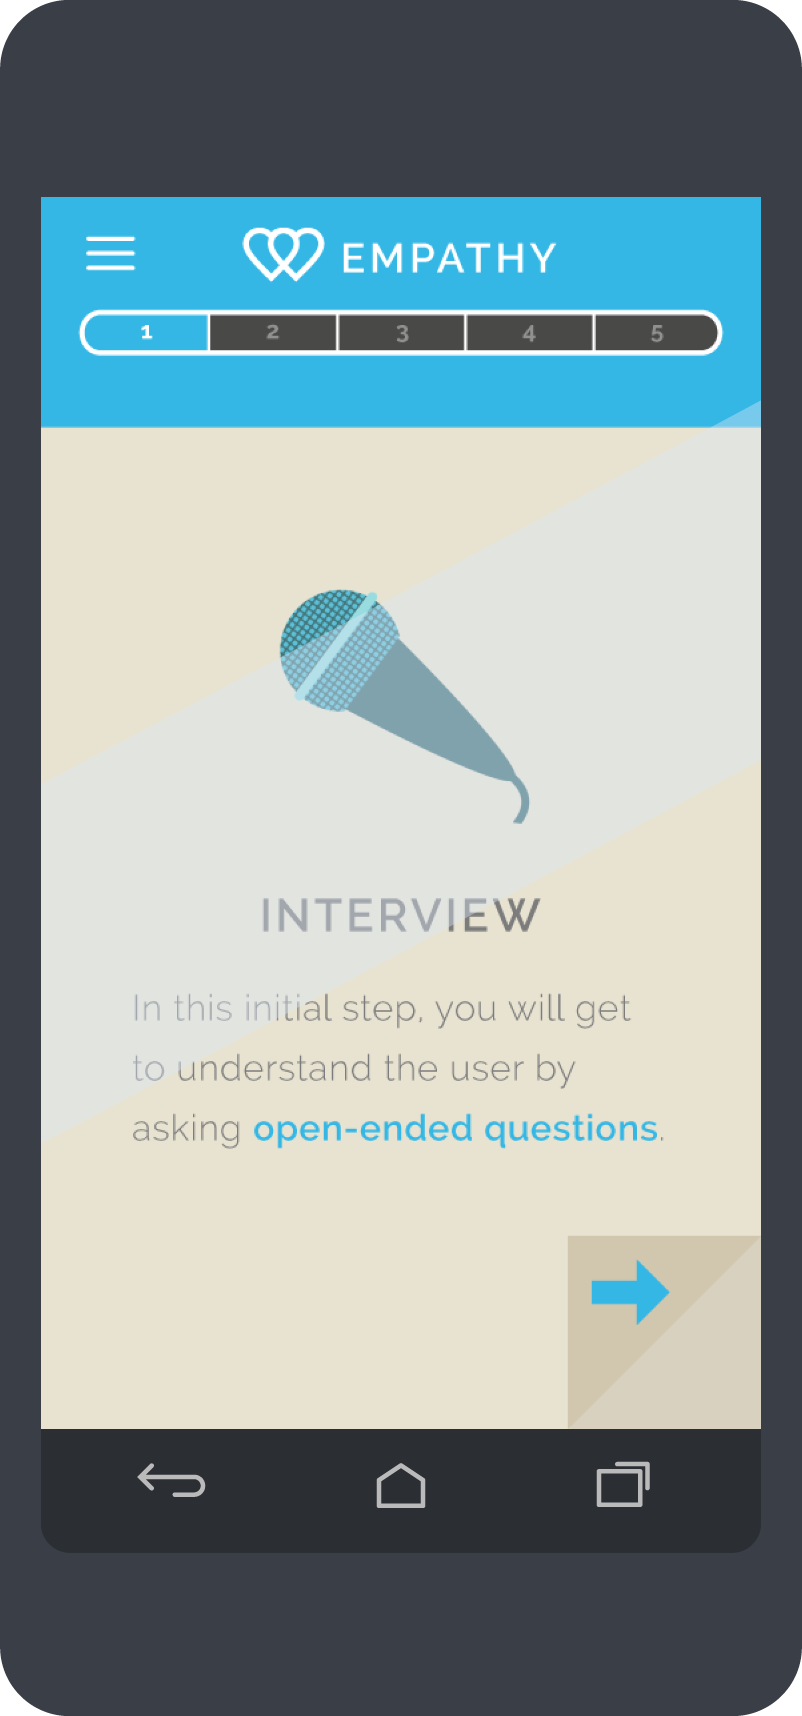 EMPATHY
1 2 3 4 5
INTERVIEW
In this initial step, you will get
to understand the user by
asking open-ended questions.